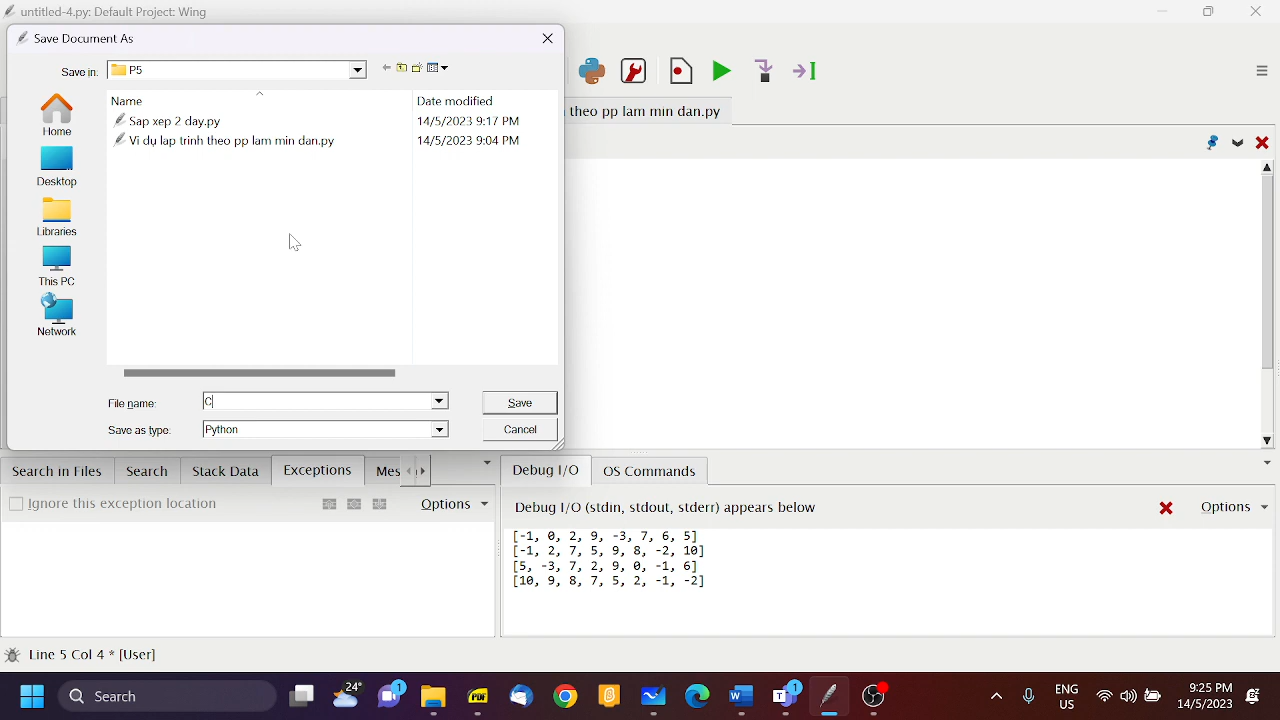 untitled-4.py: Default Project: Wing
Save Document As
Save in:
P5
Name
Date modified
Sap xep 2 day.py
14/5/2023 9:17 PM
Vi du lap trinh theo pp lam min dan.py
14/5/2023 9:04 PM
Home
Desktop
Libraries
This PC
Network
File name:
C
Save
Save as type:
Python
Cancel
theo pp lam min dan.py
Search in Files
Search
Stack Data
Exceptions
Mes
Debug I/O
OS Commands
Ignore this exception location
Options
Debug I/O (stdin, stdout, stderr) appears below
Options
[-1, 0, 2, 9, -3, 7, 6, 5]
[-1, 2, 7, 5, 9, 8, -2, 10]
[5, -3, 7, 2, 9, 0, -1, 6]
[10, 9, 8, 7, 5, 2, -1, -2]
Line 5 Col 4 * [User]
Search
24°
1
PDF
W
T
1
ENG
US
9:25 PM
14/5/2023